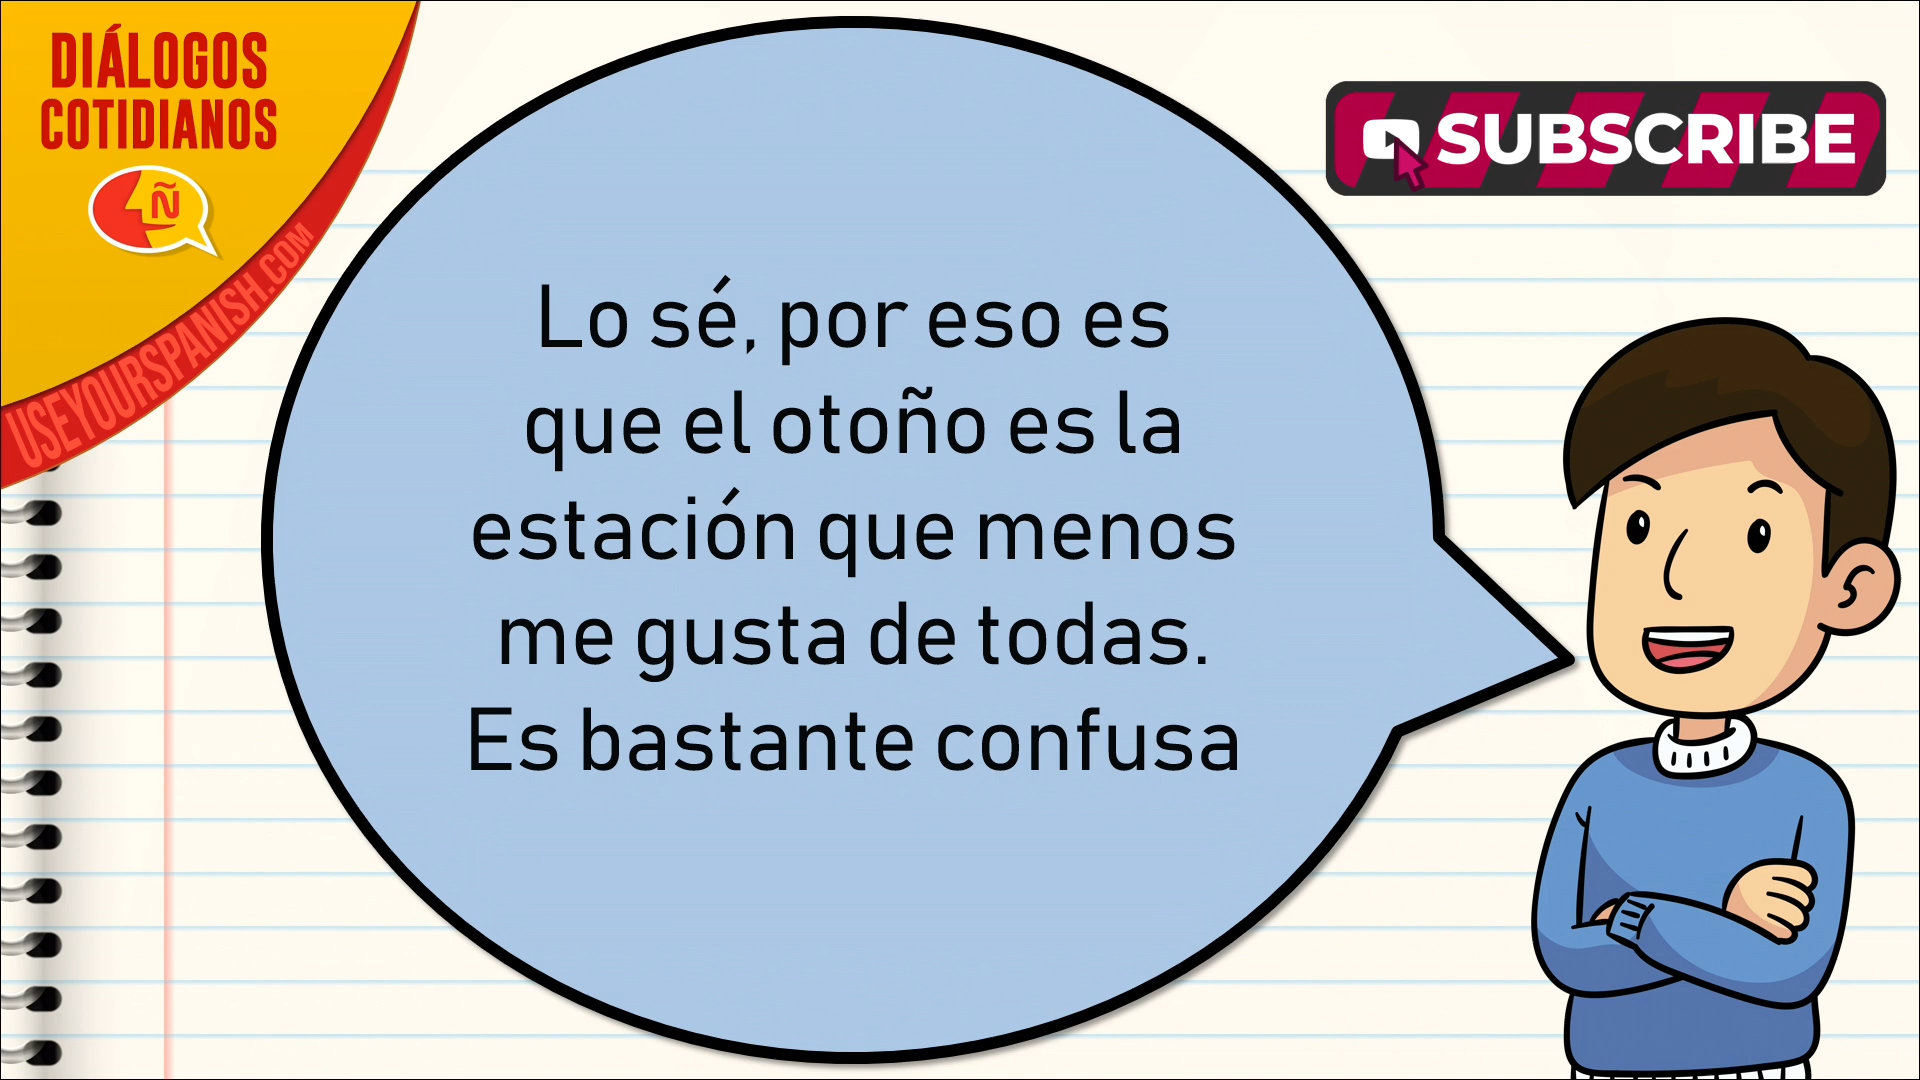 DIÁLOGOS
COTIDIANOS
Ñ
USEYOURSPANISH.COM
SUBSCRIBE
Lo sé, por eso es
que el otoño es la
estación que menos
me gusta de todas.
Es bastante confusa